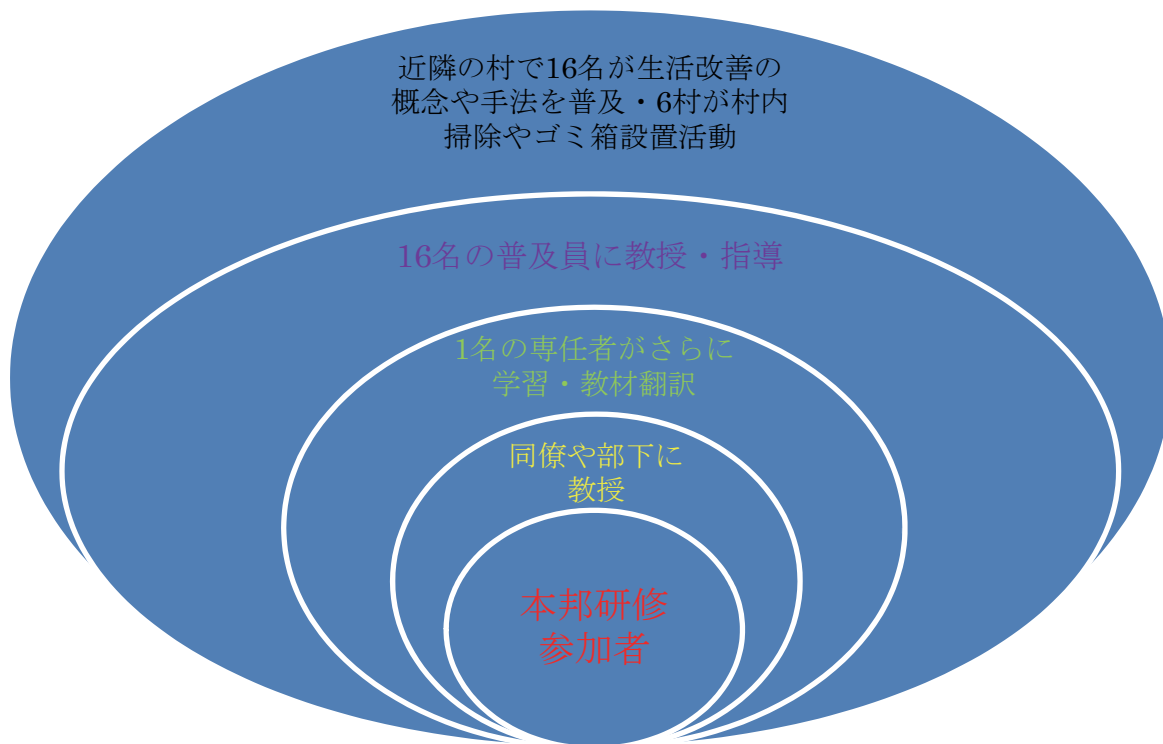 近隣の村で16名が生活改善の
概念や手法を普及・6村が村内
掃除やゴミ箱設置活動
16名の普及員に教授・指導
1名の専任者がさらに
学習・教材翻訳
同僚や部下に
教授
本邦研修
参加者